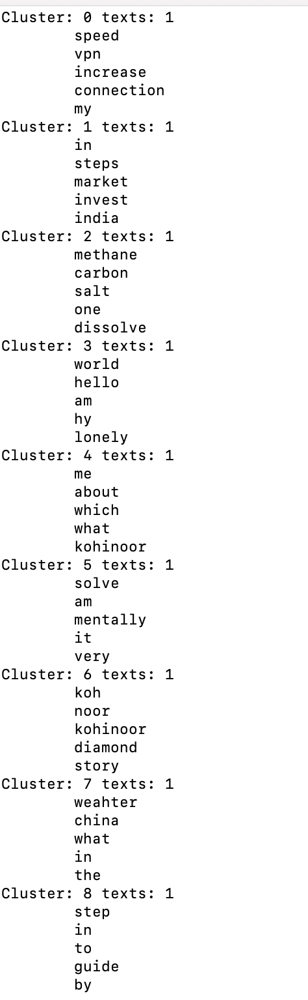 Cluster: 0 texts: 1
speed
vpn
increase
connection
my
Cluster: 1 texts: 1
in
steps
market
invest
india
Cluster: 2 texts: 1
methane
carbon
salt
one
dissolve
Cluster: 3 texts: 1
world
hello
am
hy
lonely
Cluster: 4 texts: 1
me
about
which
what
kohinoor
Cluster: 5 texts: 1
solve
am
mentally
it
very
Cluster: 6 texts: 1
koh
noor
kohinoor
diamond
story
Cluster: 7 texts: 1
weahter
china
what
in
the
Cluster: 8 texts: 1
step
in
to
guide
by